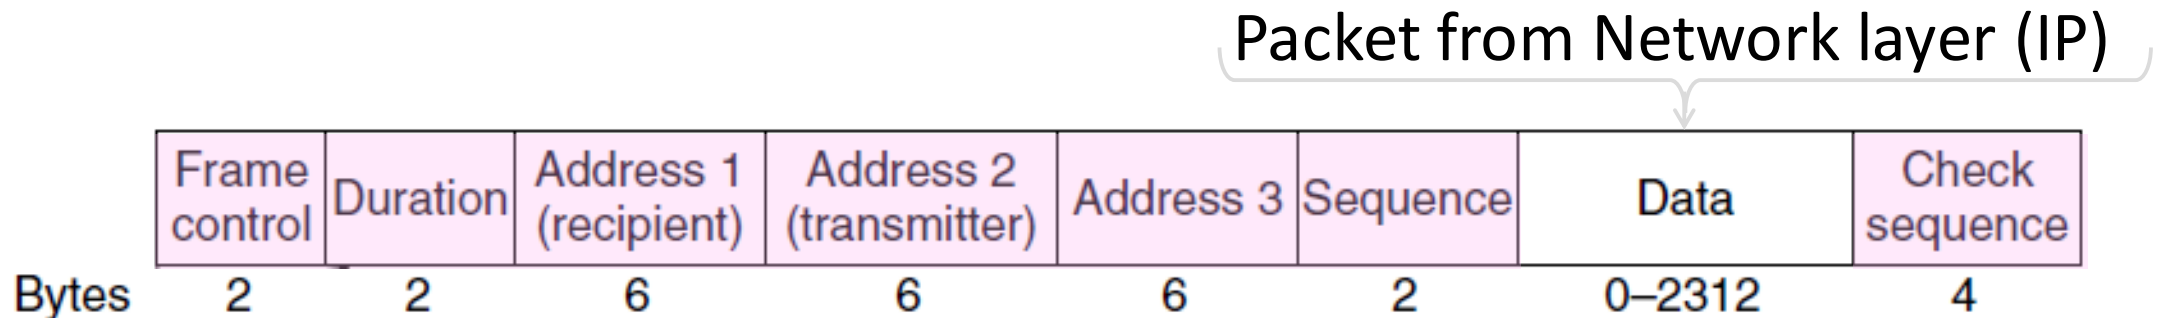 Packet from Network layer (IP)
Frame control
Duration
Address 1 (recipient)
Address 2 (transmitter)
Address 3
Sequence
Data
Check sequence
Bytes 2 2 6 6 6 2 0–2312 4